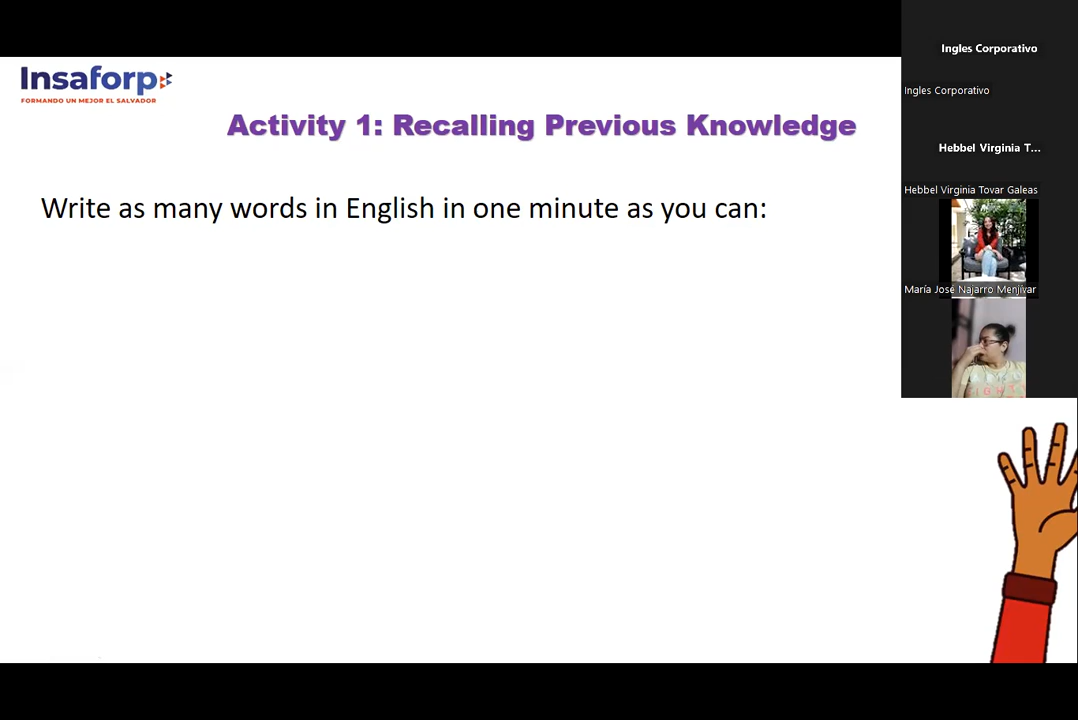 Insaforp
FORMANDO UN MEJOR EL SALVADOR
Activity 1: Recalling Previous Knowledge
Write as many words in English in one minute as you can:
Ingles Corporativo
Ingles Corporativo
Hebbel Virginia T...
Hebbel Virginia Tovar Galeas
María José Najarro Menjívar